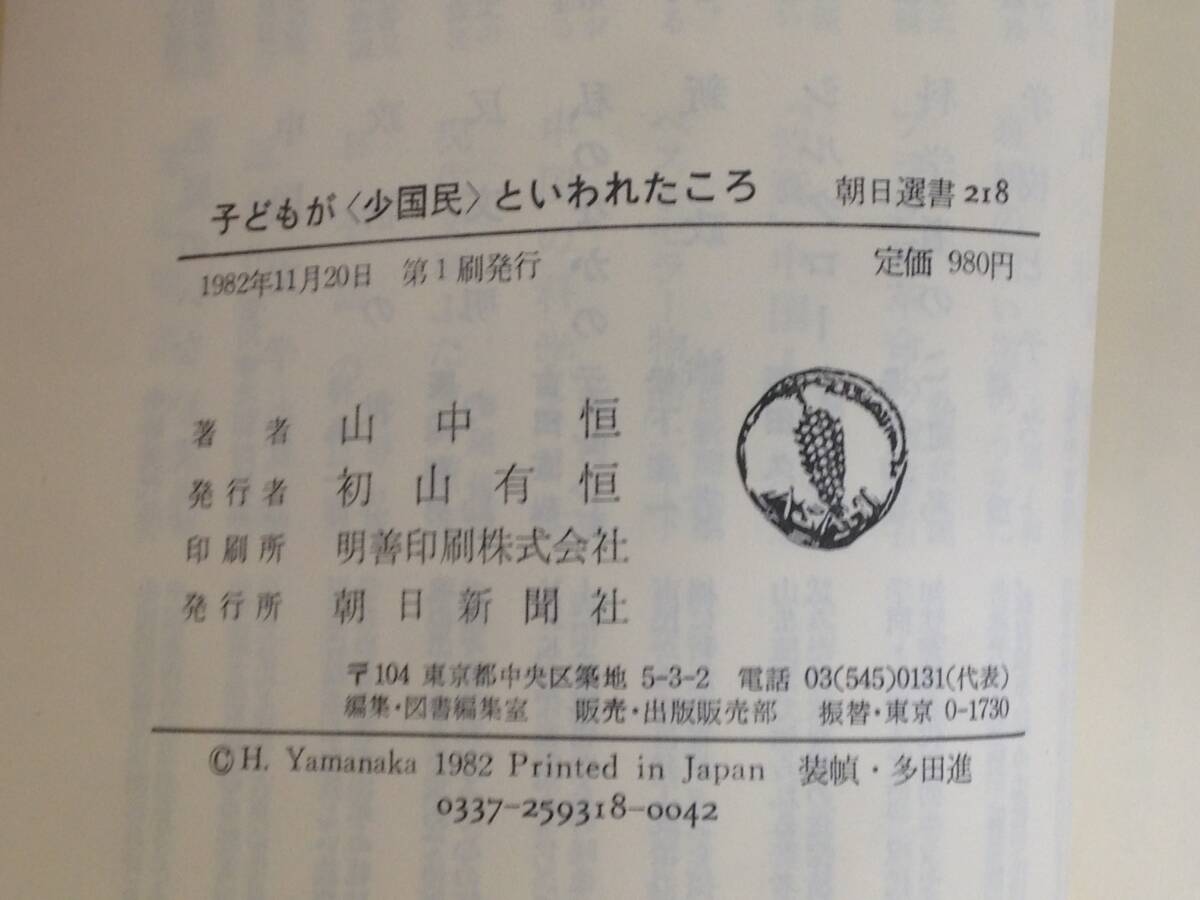 子どもが〈少国民〉といわれたころ 朝日選書 218
1982年11月20日 第1刷発行 定価 980円
著者 山中恒
発行者 初山有恒
印刷所 明善印刷株式会社
発行所 朝日新聞社
〒104 東京都中央区築地 5-3-2 電話 03(545)0131(代表)
編集・図書編集室 販売・出版販売部 振替・東京 0-1730
©H. Yamanaka 1982 Printed in Japan 装幀・多田進
0337-259318-0042